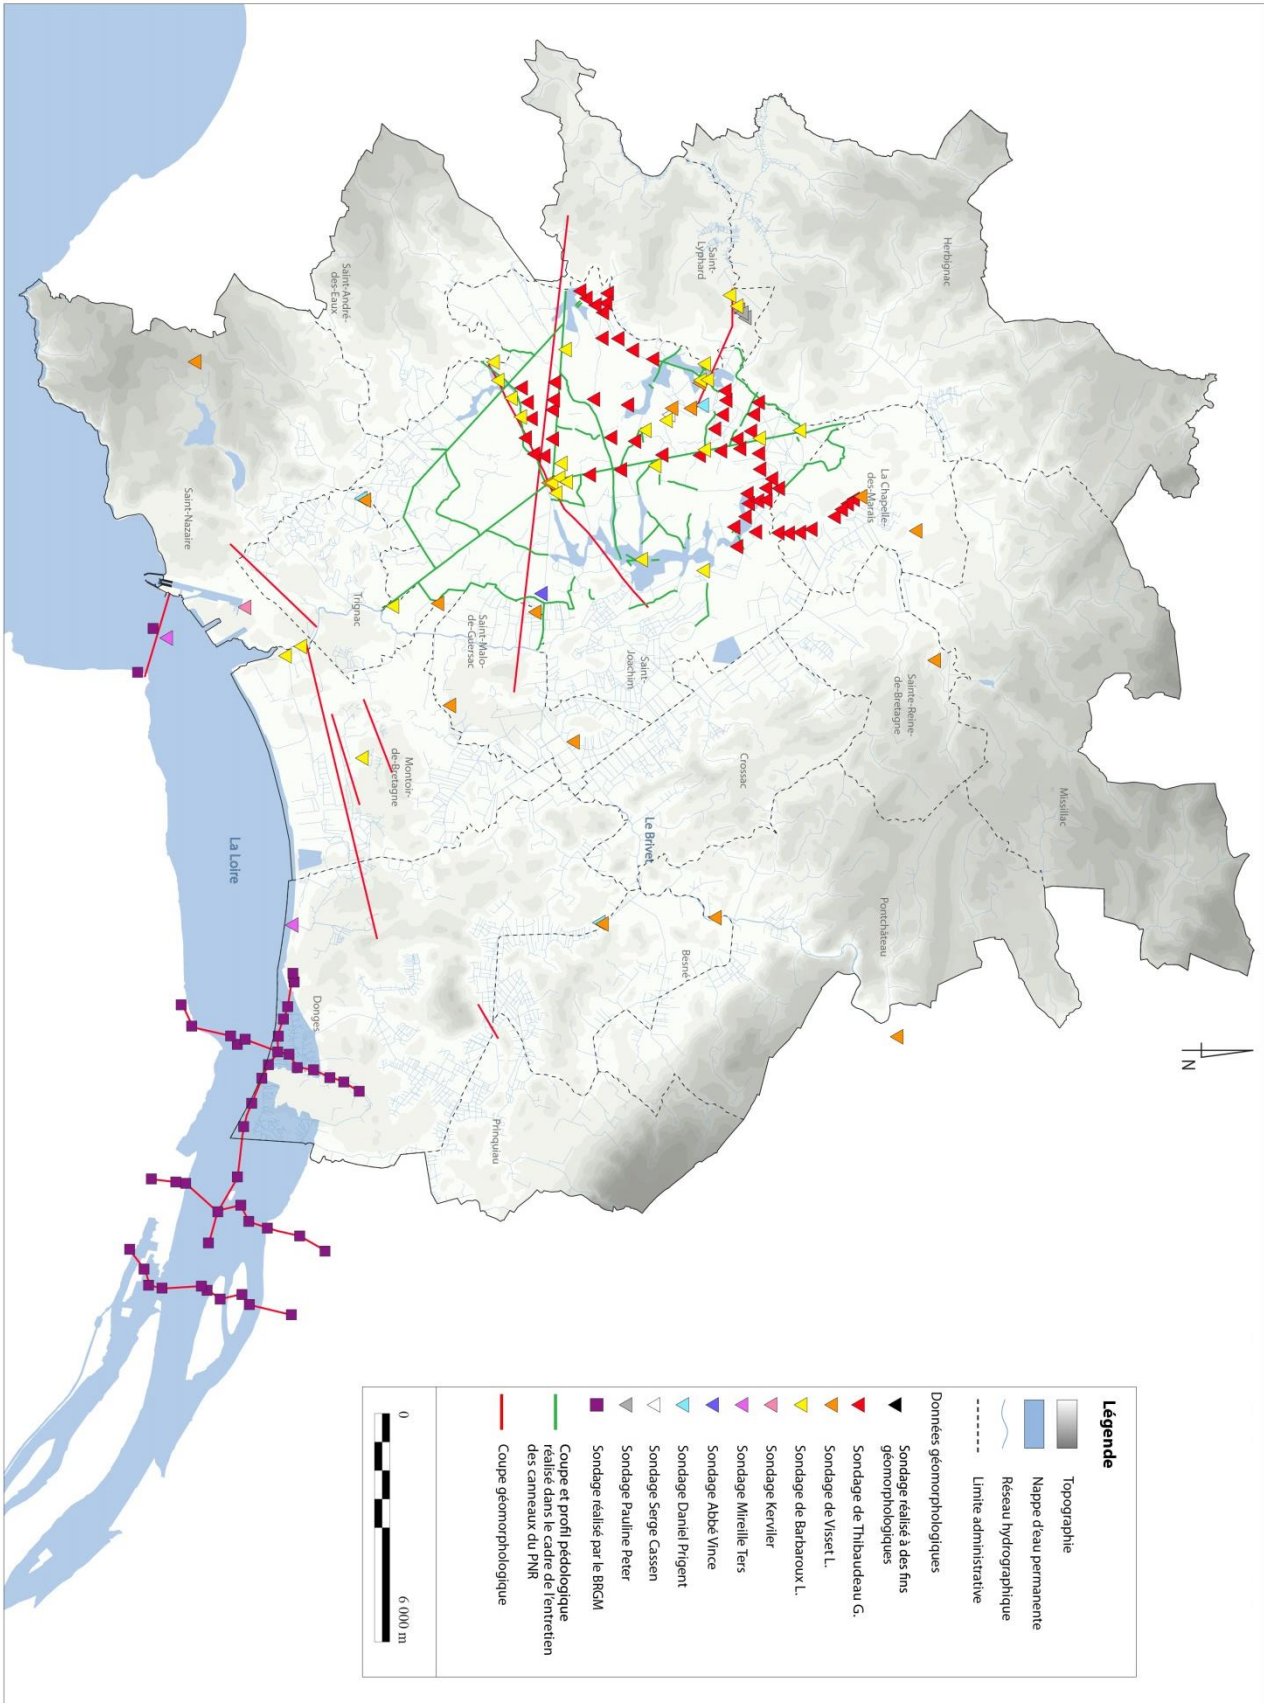 Herbignac
Saint-
Lyphard
La Chapelle-
des-Marais
Missillac
Sainte-Reine-
de-Bretagne
Crossac
Pontchâteau
Saint-André-
des-Eaux
Saint-
Joachim
Saint-Malo-
de-Guersac
Le Brivet
Besné
Saint-Nazaire
Trignac
Montoir-
de-Bretagne
La Loire
Donges
Prinquiau
N
Légende
Topographie
Nappe d'eau permanente
Réseau hydrographique
Limite administrative
Données géomorphologiques
Sondage réalisé à des fins
géomorphologiques
Sondage de Thibaudeau G.
Sondage de Visset L.
Sondage de Barbaroux L.
Sondage Kerviler
Sondage Mireille Ters
Sondage Abbé Vince
Sondage Daniel Prigent
Sondage Serge Cassen
Sondage Pauline Peter
Sondage réalisé par le BRGM
Coupe et profil pédologique
réalisé dans le cadre de l'entretien
des canneaux du PNR
Coupe géomorphologique
0
6 000 m